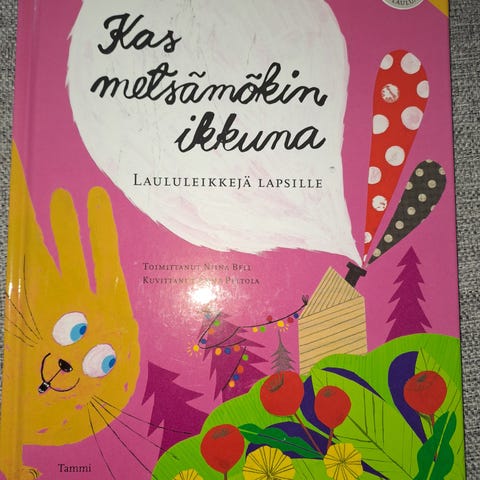 Kas
metsämökin
ikkuna
LAULULEIKKEJÄ LAPSILLE
TOIMITTANUT NIINA BELL
KUVITTANUT PELTOLA
Tammi